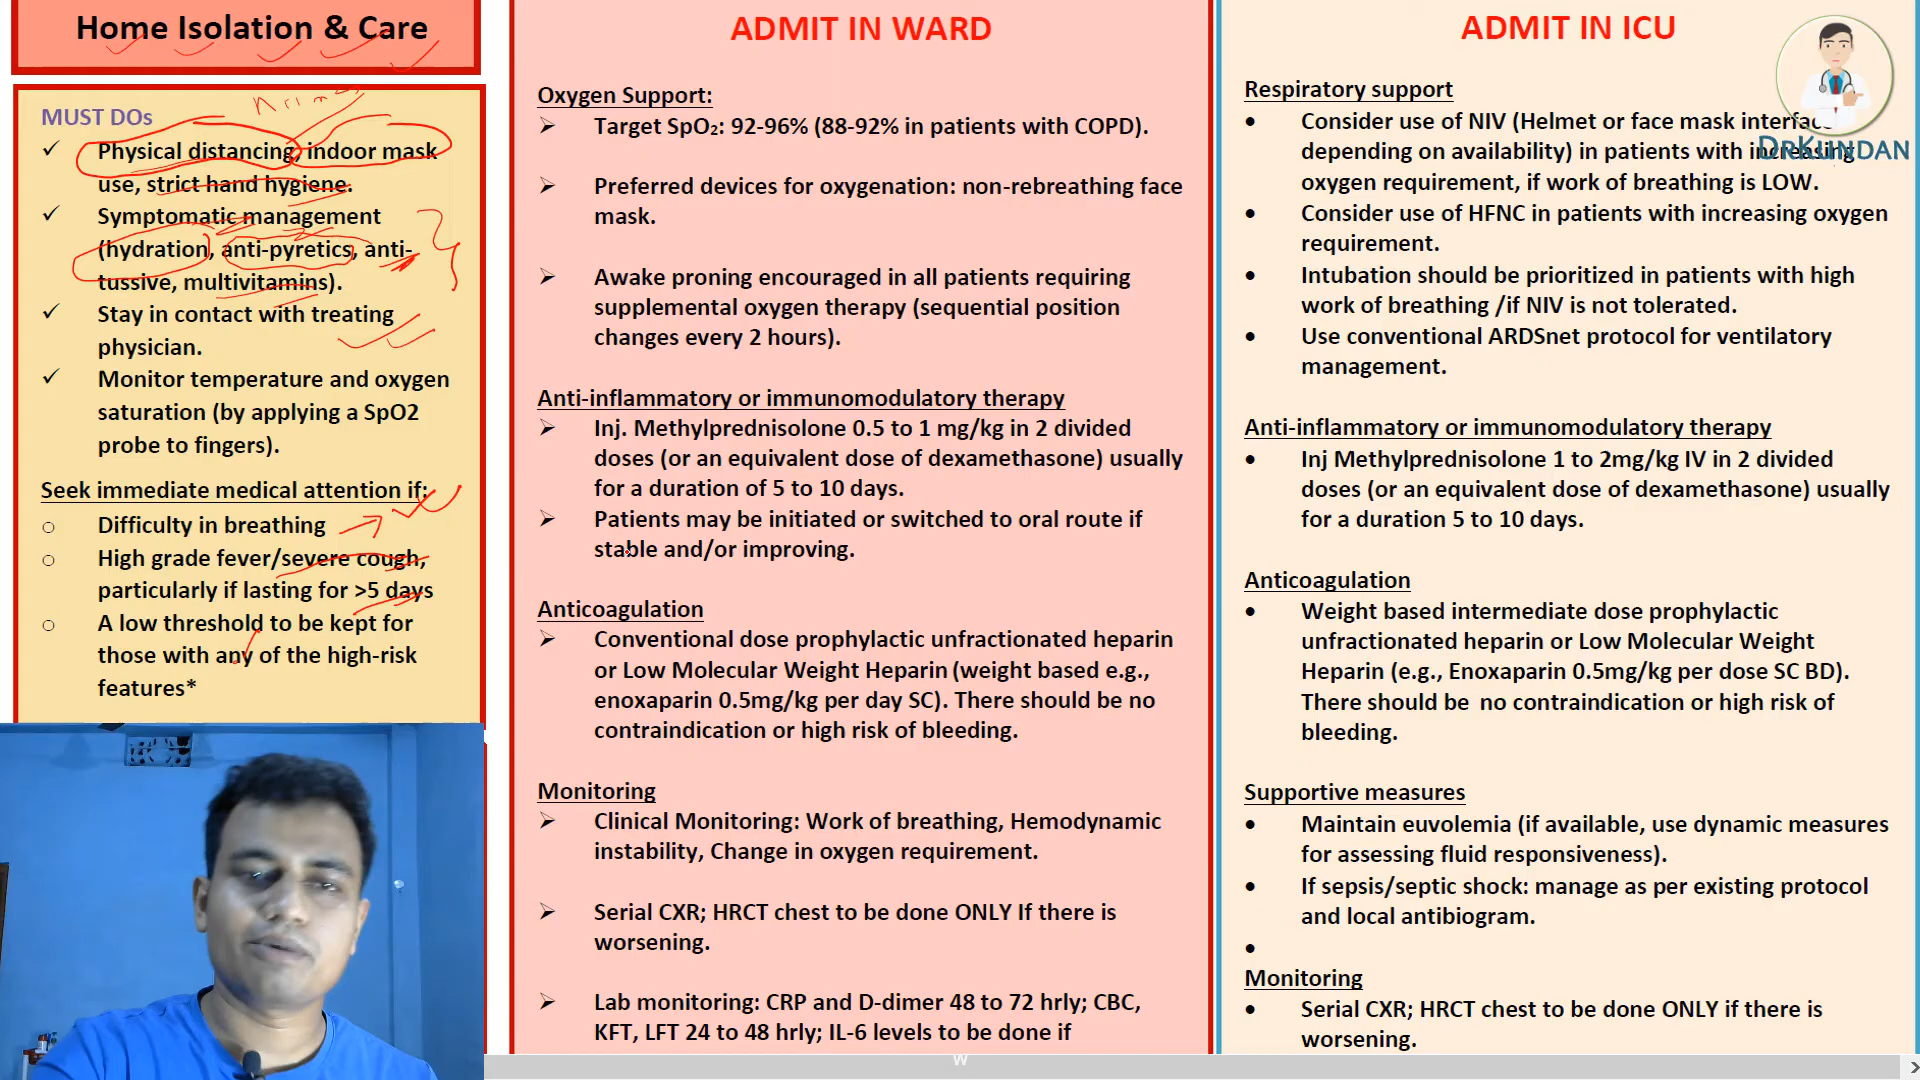 Home Isolation & Care
MUST DOs
Physical distancing, indoor mask
use, strict hand hygiene.
Symptomatic management
(hydration, anti-pyretics, anti-
tussive, multivitamins).
Stay in contact with treating
physician.
Monitor temperature and oxygen
saturation (by applying a SpO2
probe to fingers).
Seek immediate medical attention if:
Difficulty in breathing
High grade fever/severe cough,
particularly if lasting for >5 days
A low threshold to be kept for
those with any of the high-risk
features*
ADMIT IN WARD
Oxygen Support:
Target SpO₂: 92-96% (88-92% in patients with COPD).
Preferred devices for oxygenation: non-rebreathing face
mask.
Awake proning encouraged in all patients requiring
supplemental oxygen therapy (sequential position
changes every 2 hours).
Anti-inflammatory or immunomodulatory therapy
Inj. Methylprednisolone 0.5 to 1 mg/kg in 2 divided
doses (or an equivalent dose of dexamethasone) usually
for a duration of 5 to 10 days.
Patients may be initiated or switched to oral route if
stable and/or improving.
Anticoagulation
Conventional dose prophylactic unfractionated heparin
or Low Molecular Weight Heparin (weight based e.g.,
enoxaparin 0.5mg/kg per day SC). There should be no
contraindication or high risk of bleeding.
Monitoring
Clinical Monitoring: Work of breathing, Hemodynamic
instability, Change in oxygen requirement.
Serial CXR; HRCT chest to be done ONLY If there is
worsening.
Lab monitoring: CRP and D-dimer 48 to 72 hrly; CBC,
KFT, LFT 24 to 48 hrly; IL-6 levels to be done if
W
ADMIT IN ICU
DRKUNDAN
Respiratory support
Consider use of NIV (Helmet or face mask interface
depending on availability) in patients with increasing
oxygen requirement, if work of breathing is LOW.
Consider use of HFNC in patients with increasing oxygen
requirement.
Intubation should be prioritized in patients with high
work of breathing /if NIV is not tolerated.
Use conventional ARDSnet protocol for ventilatory
management.
Anti-inflammatory or immunomodulatory therapy
Inj Methylprednisolone 1 to 2mg/kg IV in 2 divided
doses (or an equivalent dose of dexamethasone) usually
for a duration 5 to 10 days.
Anticoagulation
Weight based intermediate dose prophylactic
unfractionated heparin or Low Molecular Weight
Heparin (e.g., Enoxaparin 0.5mg/kg per dose SC BD).
There should be no contraindication or high risk of
bleeding.
Supportive measures
Maintain euvolemia (if available, use dynamic measures
for assessing fluid responsiveness).
If sepsis/septic shock: manage as per existing protocol
and local antibiogram.
Monitoring
Serial CXR; HRCT chest to be done ONLY if there is
worsening.